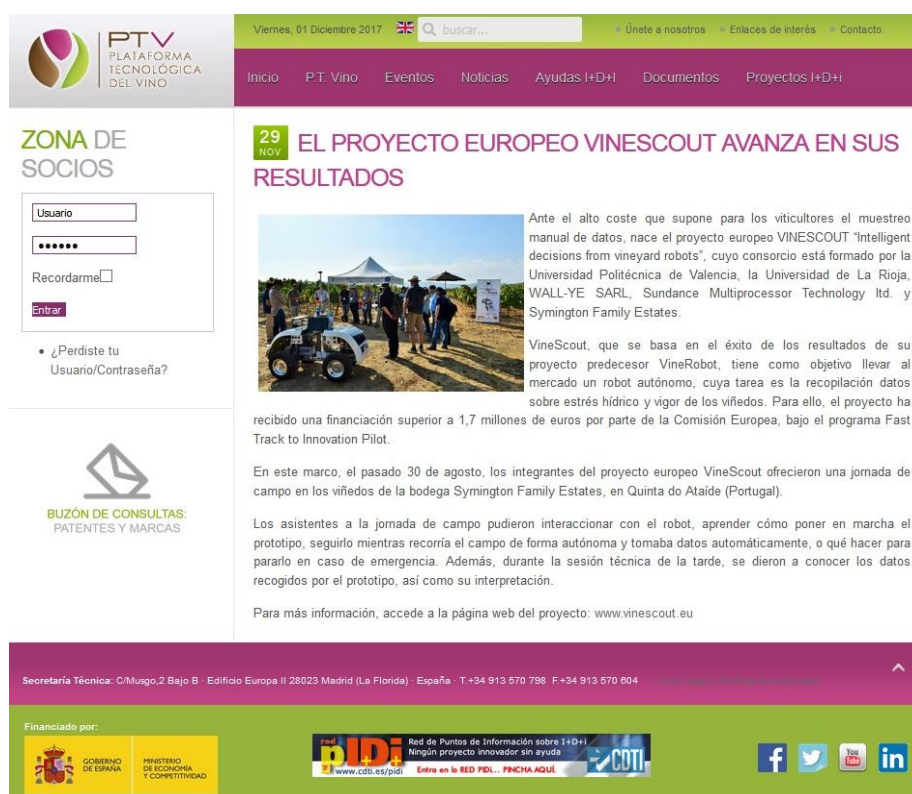 PTV
PLATAFORMA
TECNOLÓGICA
DEL VINO
Viernes, 01 Diciembre 2017
buscar...
Únete a nosotros
Enlaces de interés
Contacto
Inicio P.T. Vino Eventos Noticias Ayudas I+D+I Documentos Proyectos I+D+i
ZONA DE
SOCIOS
Usuario
Recordarme
Entrar
¿Perdiste tu
Usuario/Contraseña?
BUZÓN DE CONSULTAS:
PATENTES Y MARCAS
29
NOV
EL PROYECTO EUROPEO VINESCOUT AVANZA EN SUS
RESULTADOS
Ante el alto coste que supone para los viticultores el muestreo
manual de datos, nace el proyecto europeo VINESCOUT "Intelligent
decisions from vineyard robots", cuyo consorcio está formado por la
Universidad Politécnica de Valencia, la Universidad de La Rioja,
WALL-YE SARL, Sundance Multiprocessor Technology ltd. y
Symington Family Estates.
VineScout, que se basa en el éxito de los resultados de su
proyecto predecesor VineRobot, tiene como objetivo llevar al
mercado un robot autónomo, cuya tarea es la recopilación datos
sobre estrés hídrico y vigor de los viñedos. Para ello, el proyecto ha
recibido una financiación superior a 1,7 millones de euros por parte de la Comisión Europea, bajo el programa Fast
Track to Innovation Pilot.
En este marco, el pasado 30 de agosto, los integrantes del proyecto europeo VineScout ofrecieron una jornada de
campo en los viñedos de la bodega Symington Family Estates, en Quinta do Ataíde (Portugal).
Los asistentes a la jornada de campo pudieron interaccionar con el robot, aprender cómo poner en marcha el
prototipo, seguirlo mientras recorría el campo de forma autónoma y tomaba datos automáticamente, o qué hacer para
pararlo en caso de emergencia. Además, durante la sesión técnica de la tarde, se dieron a conocer los datos
recogidos por el prototipo, así como su interpretación.
Para más información, accede a la página web del proyecto: www.vinescout.eu
Secretaría Técnica: C/Musgo,2 Bajo B · Edificio Europa II 28023 Madrid (La Florida) · España · T.+34 913 570 798 F.+34 913 570 604
Financiado por:
GOBIERNO
DE ESPAÑA
MINISTERIO
DE ECONOMÍA
Y COMPETITIVIDAD
red
pIDi
www.cdti.es/pidi
Red de Puntos de Información sobre I+D+i
Ningún proyecto innovador sin ayuda
Entra en la RED PIDi... PINCHA AQUÍ.
CDTI
f
You
Tube
in